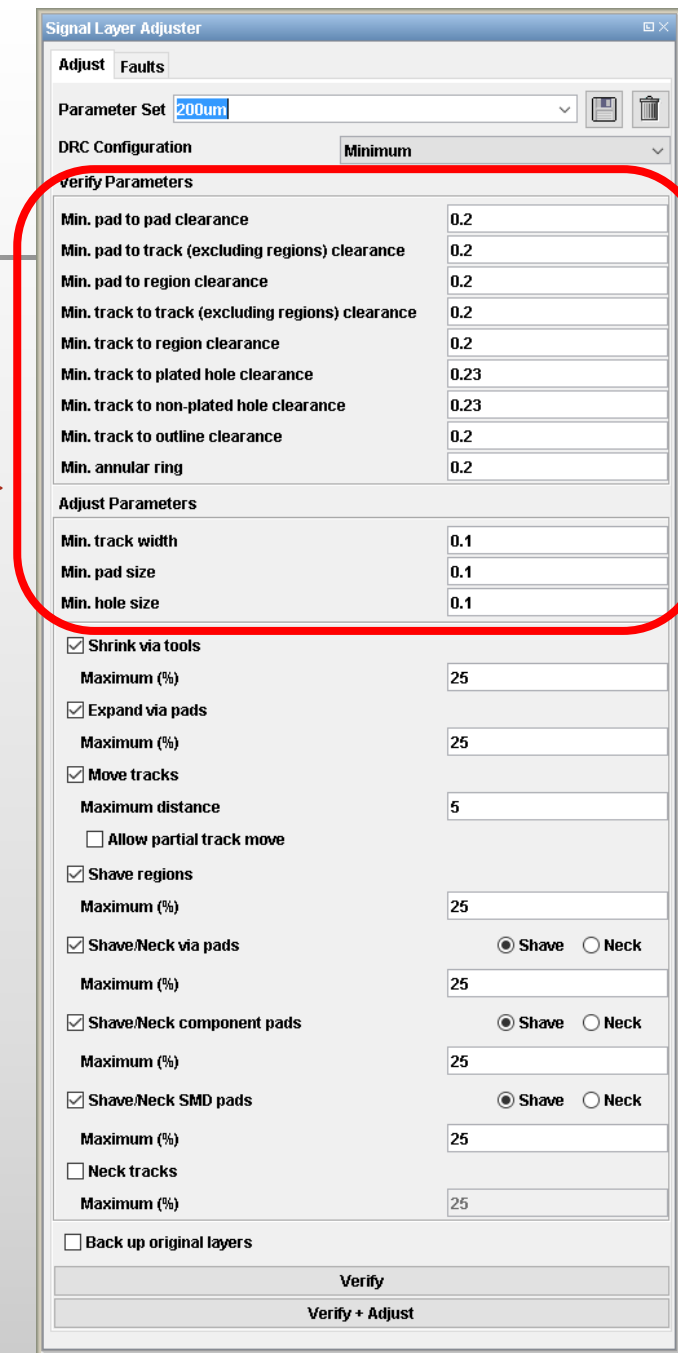 Signal Layer Adjuster
Adjust Faults
Parameter Set 200um
DRC Configuration Minimum
Verify Parameters
Min. pad to pad clearance 0.2
Min. pad to track (excluding regions) clearance 0.2
Min. pad to region clearance 0.2
Min. track to track (excluding regions) clearance 0.2
Min. track to region clearance 0.2
Min. track to plated hole clearance 0.23
Min. track to non-plated hole clearance 0.23
Min. track to outline clearance 0.2
Min. annular ring 0.2
Adjust Parameters
Min. track width 0.1
Min. pad size 0.1
Min. hole size 0.1
Shrink via tools
Maximum (%) 25
Expand via pads
Maximum (%) 25
Move tracks
Maximum distance 5
Allow partial track move
Shave regions
Maximum (%) 25
Shave/Neck via pads Shave Neck
Maximum (%) 25
Shave/Neck component pads Shave Neck
Maximum (%) 25
Shave/Neck SMD pads Shave Neck
Maximum (%) 25
Neck tracks
Maximum (%) 25
Back up original layers
Verify
Verify + Adjust